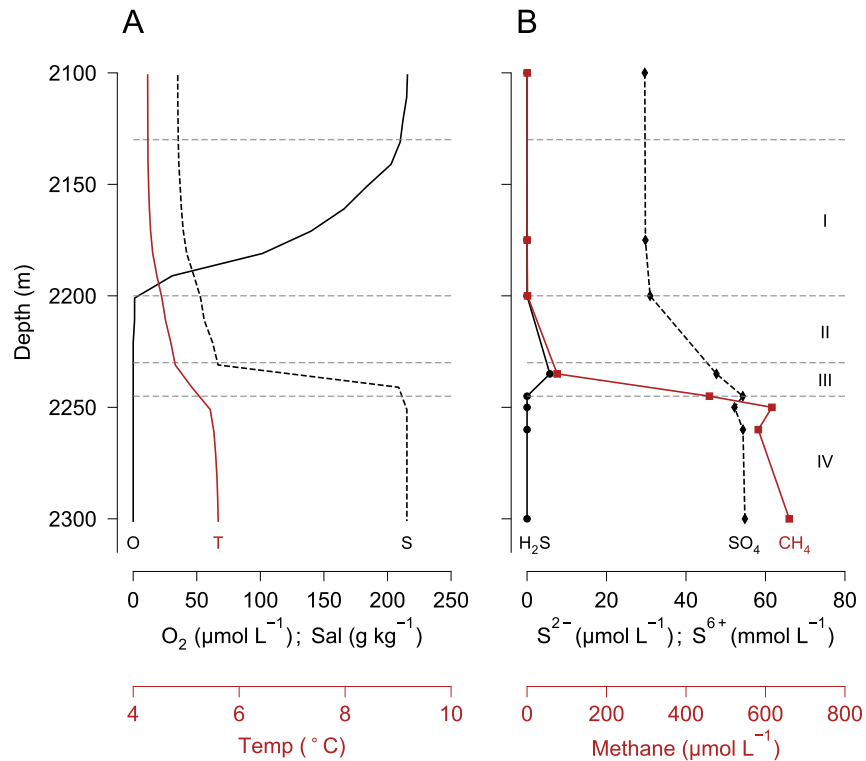 A
B
2100
2150
2200
2250
2300
Depth (m)
O
T
S
0 50 100 150 200 250
O₂ (µmol L⁻¹); Sal (g kg⁻¹)
4 6 8 10
Temp (°C)
I
II
III
IV
H₂S
SO₄
CH₄
0 20 40 60 80
S²⁻ (µmol L⁻¹); S⁶⁺ (mmol L⁻¹)
0 200 400 600 800
Methane (µmol L⁻¹)